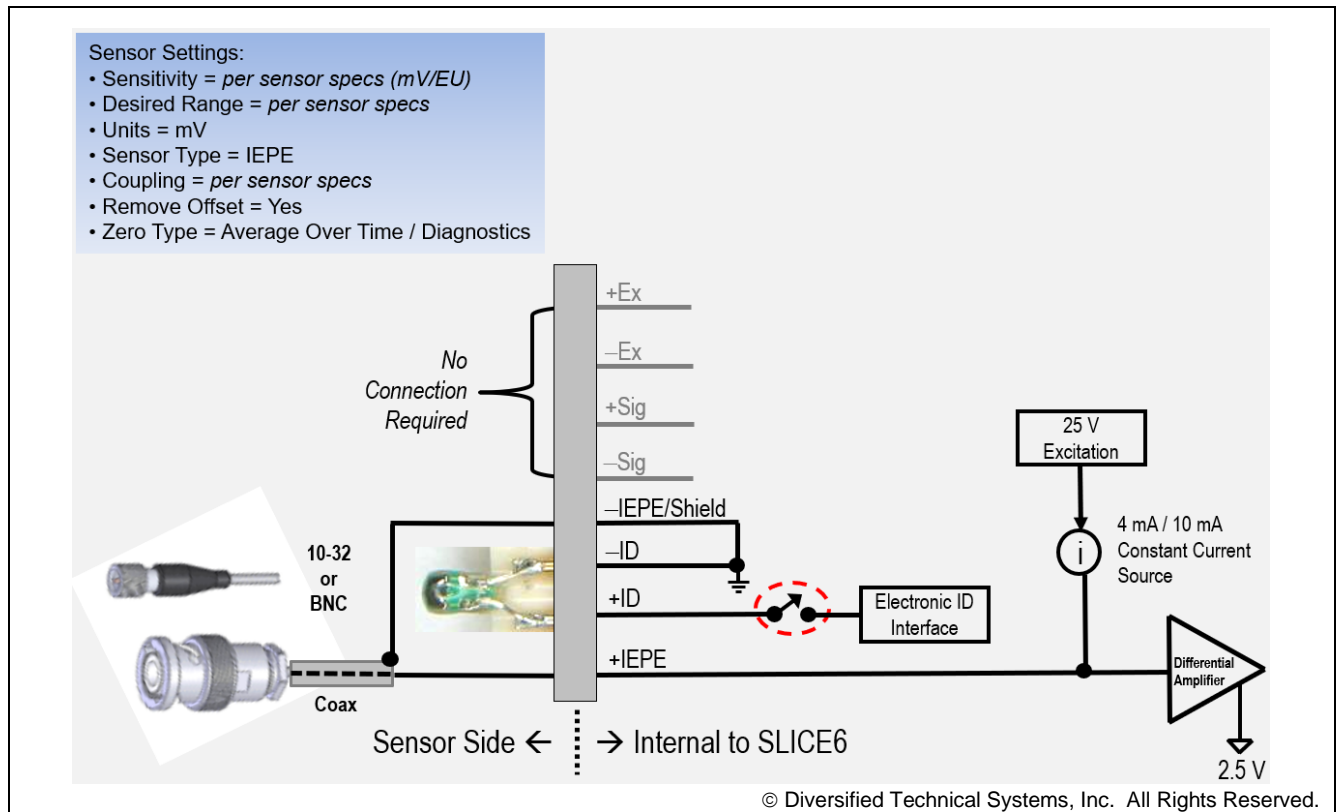 Sensor Settings:
• Sensitivity = per sensor specs (mV/EU)
• Desired Range = per sensor specs
• Units = mV
• Sensor Type = IEPE
• Coupling = per sensor specs
• Remove Offset = Yes
• Zero Type = Average Over Time / Diagnostics
+Ex
–Ex
+Sig
–Sig
No
Connection
Required
–IEPE/Shield
–ID
+ID
+IEPE
10-32
or
BNC
Coax
25 V
Excitation
i
4 mA / 10 mA
Constant Current
Source
Electronic ID
Interface
Differential
Amplifier
2.5 V
Sensor Side ←
→ Internal to SLICE6
© Diversified Technical Systems, Inc. All Rights Reserved.